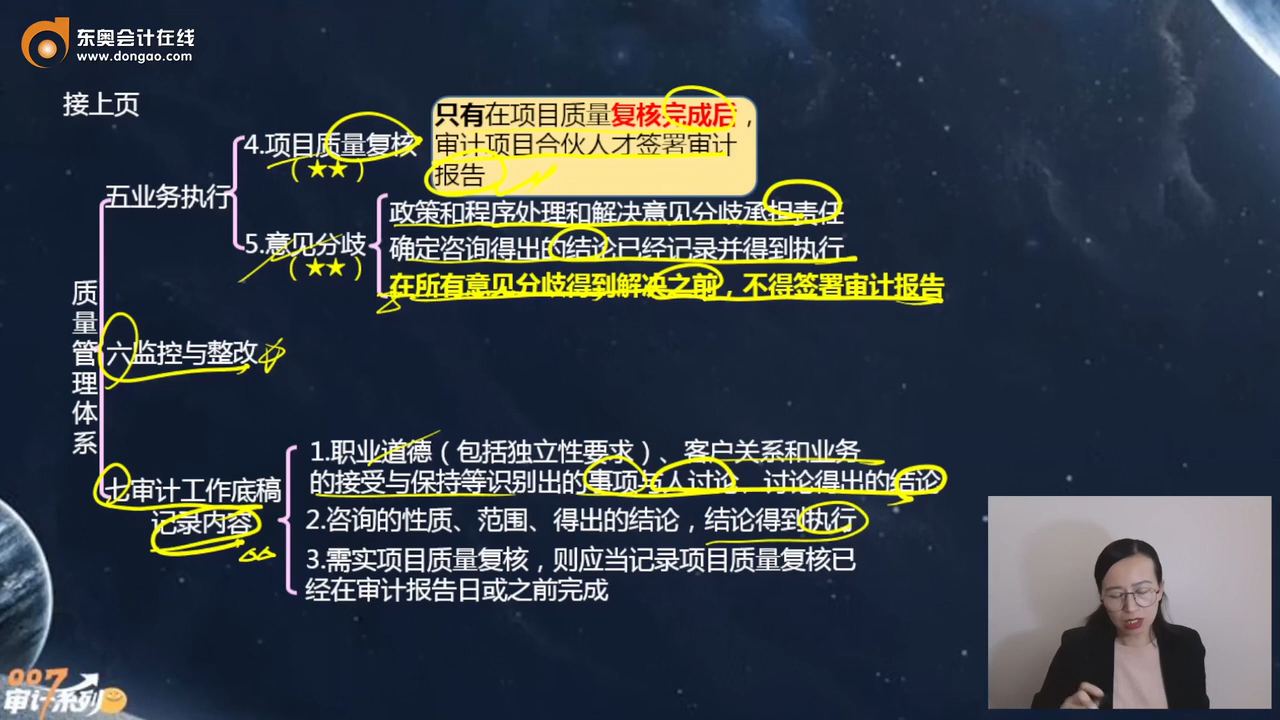 东奥会计在线
www.dongao.com
接上页
4.项目质量复核
(★★)
只有在项目质量复核完成后，
审计项目合伙人才签署审计
报告
五业务执行
政策和程序处理和解决意见分歧承担责任
5.意见分歧
(★★)
确定咨询得出的结论已经记录并得到执行
在所有意见分歧得到解决之前，不得签署审计报告
质量管理体系
六监控与整改
七审计工作底稿
记录内容
1.职业道德（包括独立性要求）、客户关系和业务
的接受与保持等识别出的事项与人讨论、讨论得出的结论
2.咨询的性质、范围、得出的结论，结论得到执行
3.需实项目质量复核，则应当记录项目质量复核已
经在审计报告日或之前完成
007
审计系列